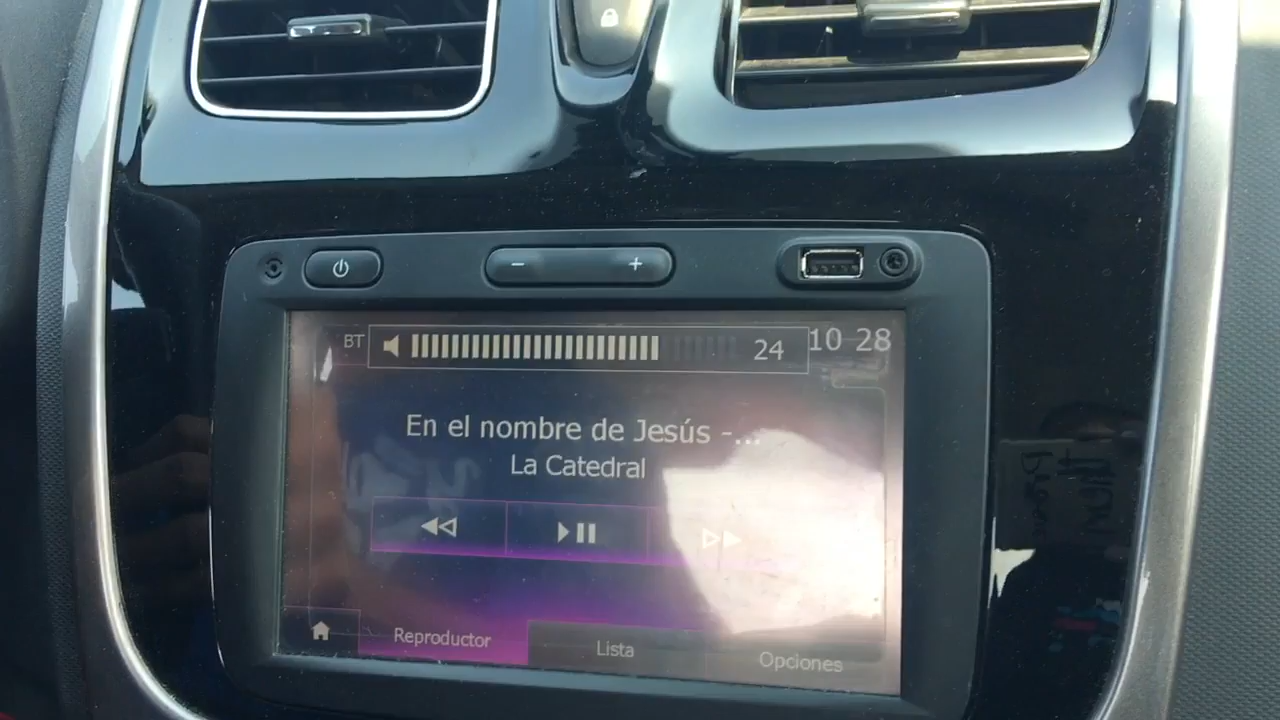 BT 24 10 28
En el nombre de Jesús -...
La Catedral
Reproductor Lista Opciones